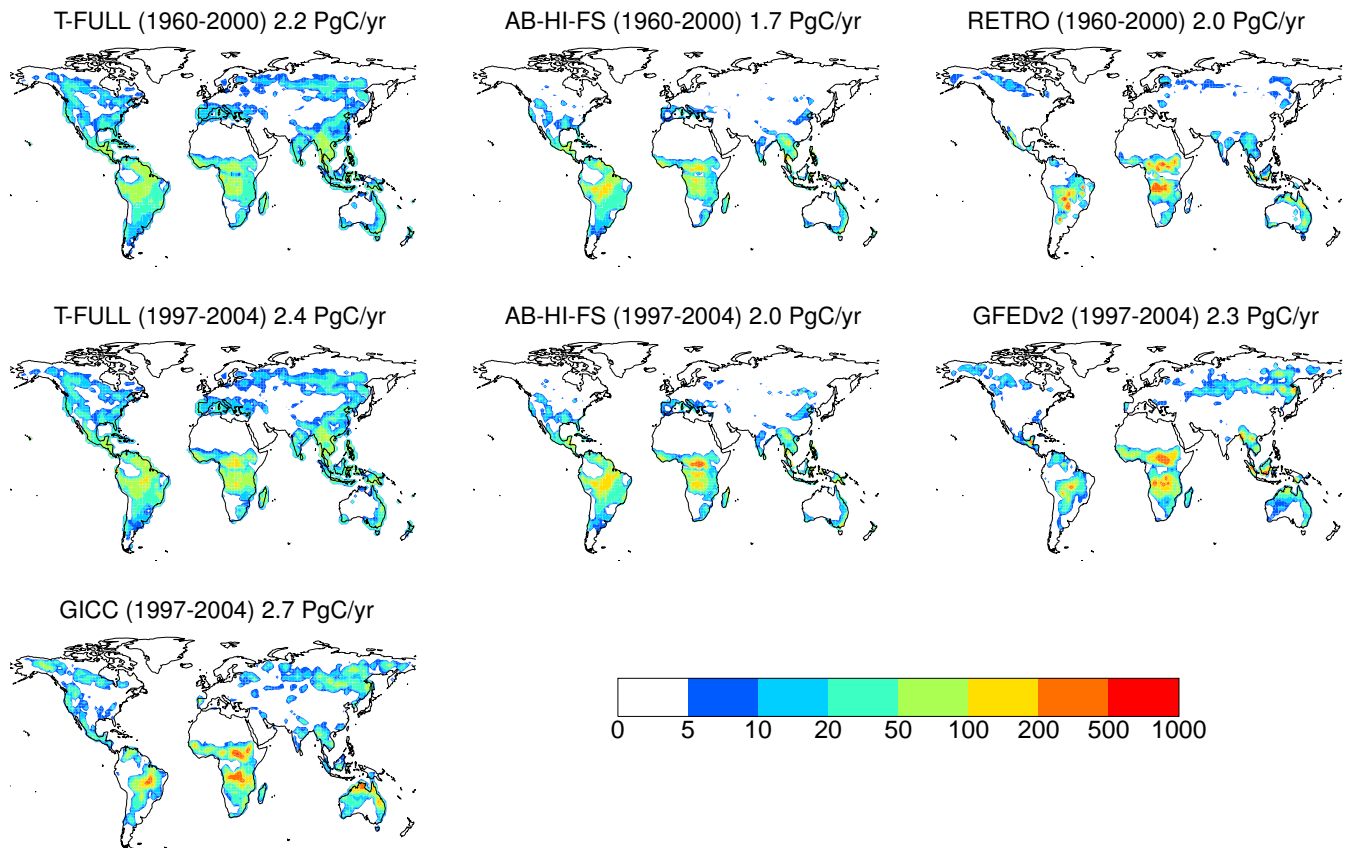 T-FULL (1960-2000) 2.2 PgC/yr
AB-HI-FS (1960-2000) 1.7 PgC/yr
RETRO (1960-2000) 2.0 PgC/yr
T-FULL (1997-2004) 2.4 PgC/yr
AB-HI-FS (1997-2004) 2.0 PgC/yr
GFEDv2 (1997-2004) 2.3 PgC/yr
GICC (1997-2004) 2.7 PgC/yr
0 5 10 20 50 100 200 500 1000